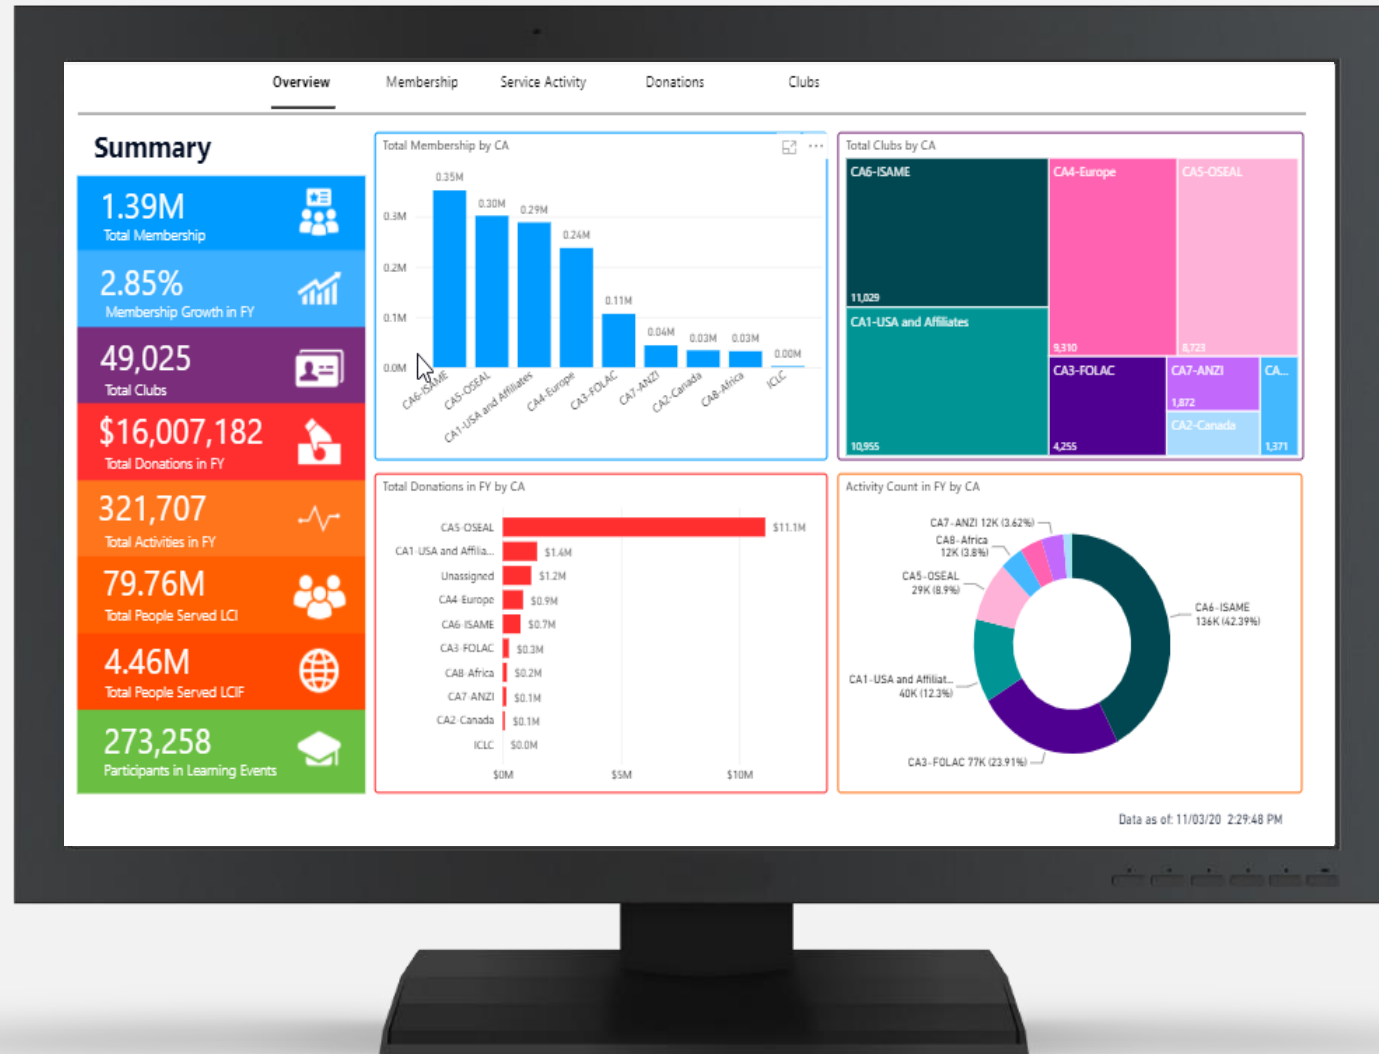 Overview
Membership
Service Activity
Donations
Clubs
Summary
1.39M
Total Membership
2.85%
Membership Growth in FY
49,025
Total Clubs
$16,007,182
Total Donations in FY
321,707
Total Activities in FY
79.76M
Total People Served LCI
4.46M
Total People Served LCIF
273,258
Participants in Learning Events
Total Membership by CA
0.3M
0.2M
0.1M
0.0M
0.35M
0.30M
0.29M
0.24M
0.11M
0.04M
0.03M
0.03M
0.00M
CA6-ISAME
CA5-OSEAL
CA1-USA and Affiliates
CA4-Europe
CA3-FOLAC
CA7-ANZI
CA2-Canada
CA8-Africa
ICLC
Total Clubs by CA
CA6-ISAME
11,029
CA1-USA and Affiliates
10,955
CA4-Europe
9,310
CA5-OSEAL
8,723
CA3-FOLAC
4,255
CA7-ANZI
1,872
CA2-Canada
CA...
1,371
Total Donations in FY by CA
CA5-OSEAL
$11.1M
CA1-USA and Affilia...
$1.4M
Unassigned
$1.2M
CA4-Europe
$0.9M
CA6-ISAME
$0.7M
CA3-FOLAC
$0.3M
CA8-Africa
$0.2M
CA7-ANZI
$0.1M
CA2-Canada
$0.1M
ICLC
$0.0M
$0M
$5M
$10M
Activity Count in FY by CA
CA7-ANZI 12K (3.62%)
CA8-Africa
12K (3.8%)
CA5-OSEAL
29K (8.9%)
CA1-USA and Affiliat...
40K (12.3%)
CA3-FOLAC 77K (23.91%)
CA6-ISAME
136K (42.39%)
Data as of: 11/03/20 2:29:48 PM